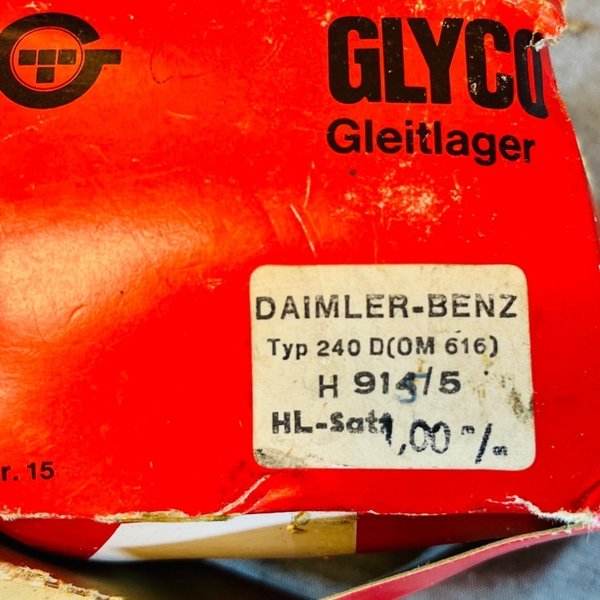 GLYCO
Gleitlager
DAIMLER-BENZ
Typ 240 D(OM 616)
H 914/5
HL-Satz
1,00 m/m
r. 15